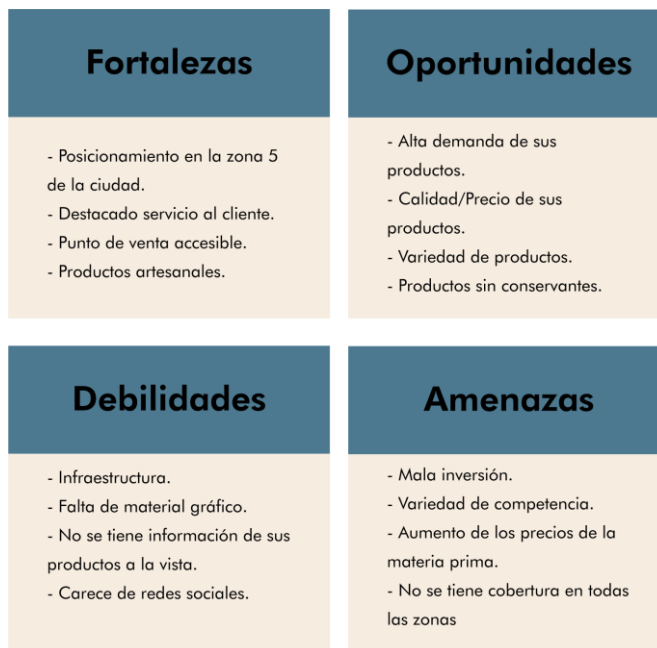 Fortalezas
- Posicionamiento en la zona 5
de la ciudad.
- Destacado servicio al cliente.
- Punto de venta accesible.
- Productos artesanales.
Oportunidades
- Alta demanda de sus
productos.
- Calidad/Precio de sus
productos.
- Variedad de productos.
- Productos sin conservantes.
Debilidades
- Infraestructura.
- Falta de material gráfico.
- No se tiene información de sus
productos a la vista.
- Carece de redes sociales.
Amenazas
- Mala inversión.
- Variedad de competencia.
- Aumento de los precios de la
materia prima.
- No se tiene cobertura en todas
las zonas